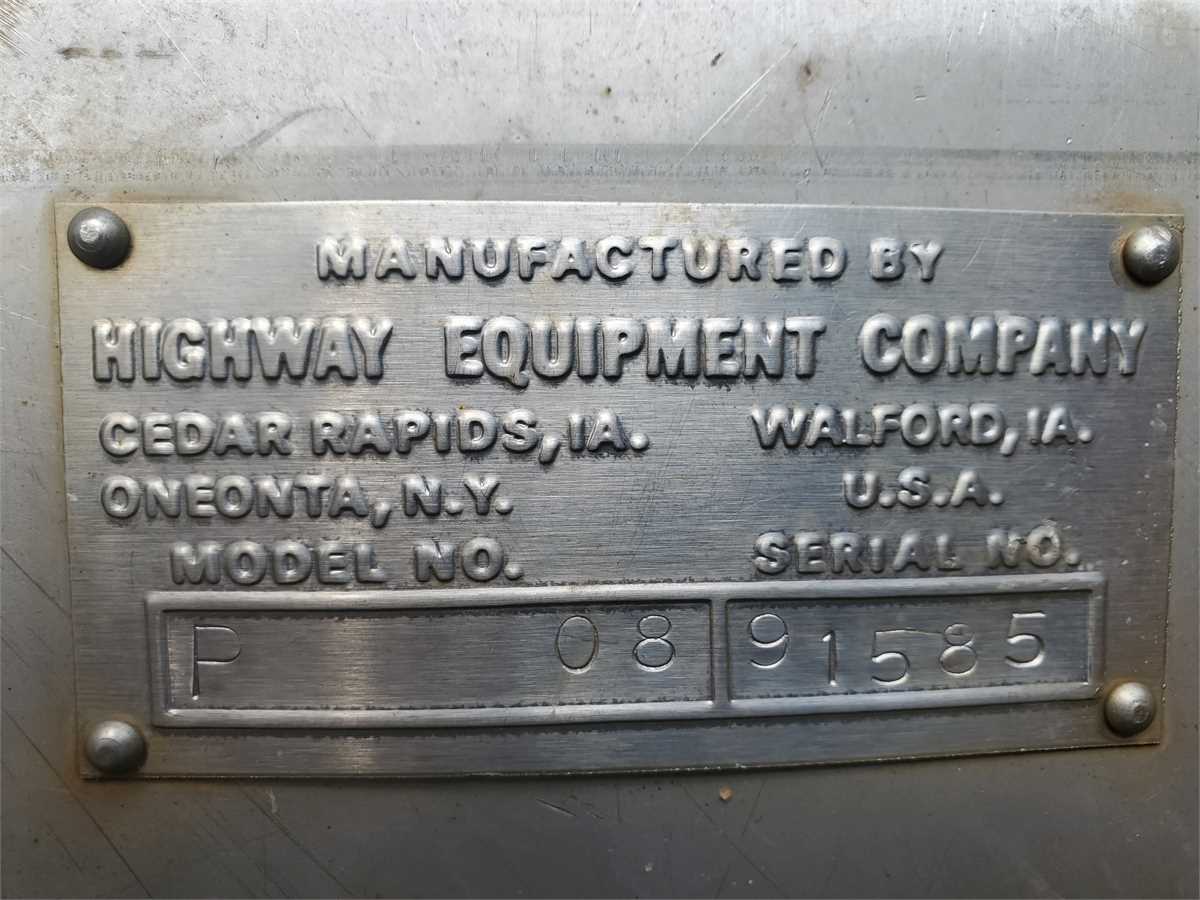 MANUFACTURED BY
HIGHWAY EQUIPMENT COMPANY
CEDAR RAPIDS, IA. WALFORD, IA.
ONEONTA, N.Y. U.S.A.
MODEL NO. SERIAL NO.
P 08 91585